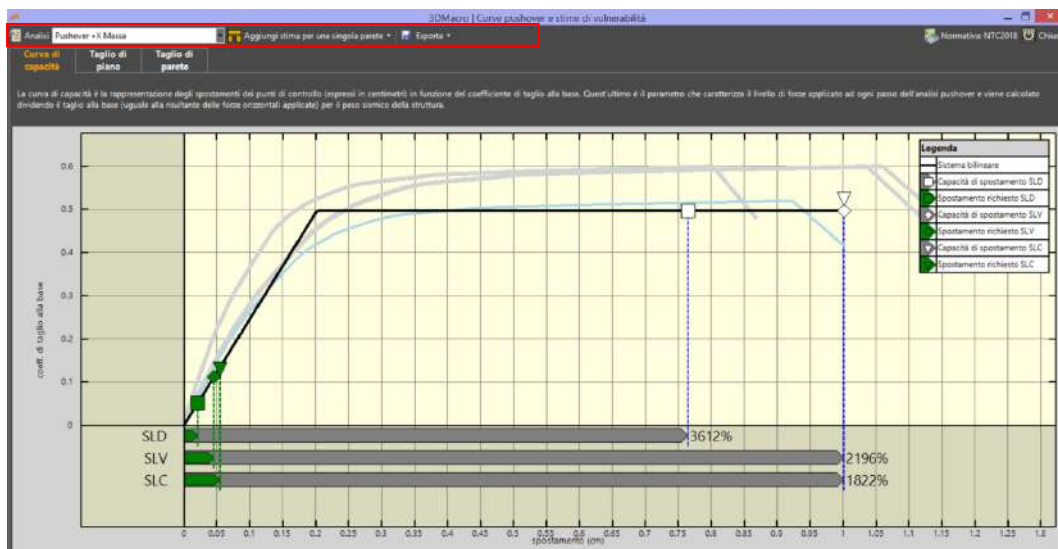 3DMacro | Curve pushover e stime di vulnerabilità
Analisi Pushover +X Massa Aggiungi stima per una singola parete Esporta Normativa: NTC2018 Chiu
Curva di capacità
Taglio di piano
Taglio di parete
La curva di capacità è la rappresentazione degli spostamenti dei punti di controllo (espressi in centimetri) in funzione del coefficiente di taglio alla base. Quest'ultimo è il parametro che caratterizza il livello di forze applicato ad ogni passo dell'analisi pushover e viene calcolato
dividendo il taglio alla base (uguale alla risultante delle forze orizzontali applicate) per il peso sismico della struttura.
Legenda
Sistema bilineare
Capacità di spostamento SLD
Spostamento richiesto SLD
Capacità di spostamento SLV
Spostamento richiesto SLV
Capacità di spostamento SLC
Spostamento richiesto SLC
coeff. di taglio alla base
0.6
0.5
0.4
0.3
0.2
0.1
0
SLD 3612%
SLV 2196%
SLC 1822%
0 0.05 0.1 0.15 0.2 0.25 0.3 0.35 0.4 0.45 0.5 0.55 0.6 0.65 0.7 0.75 0.8 0.85 0.9 0.95 1 1.05 1.1 1.15 1.2 1.25 1.3
spostamento (cm)